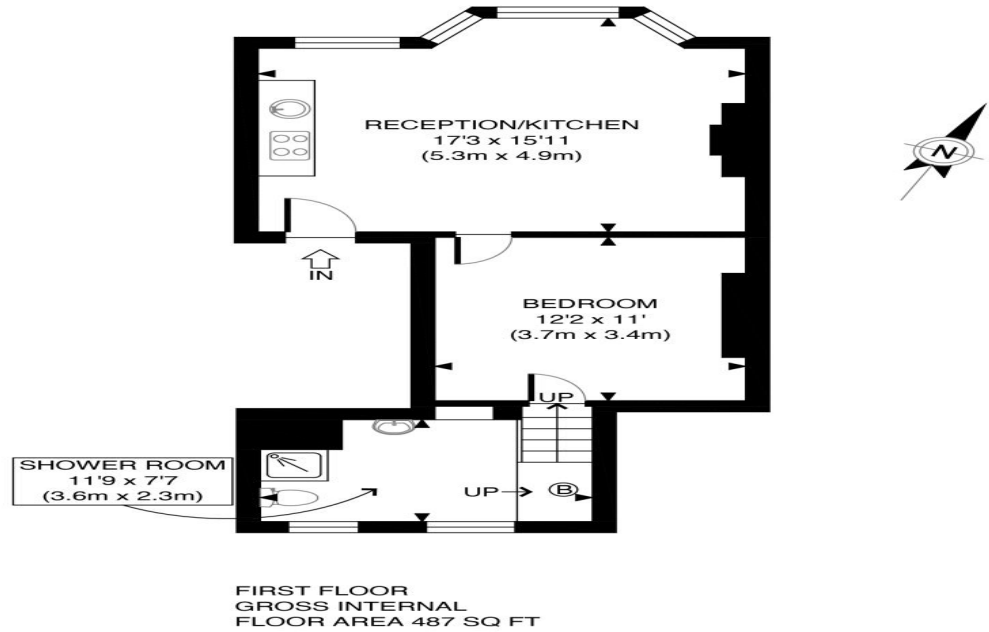 RECEPTION/KITCHEN
17'3 x 15'11
(5.3m x 4.9m)
N
IN
BEDROOM
12'2 x 11'
(3.7m x 3.4m)
UP
SHOWER ROOM
11'9 x 7'7
(3.6m x 2.3m)
UP
B
FIRST FLOOR
GROSS INTERNAL
FLOOR AREA 487 SQ FT